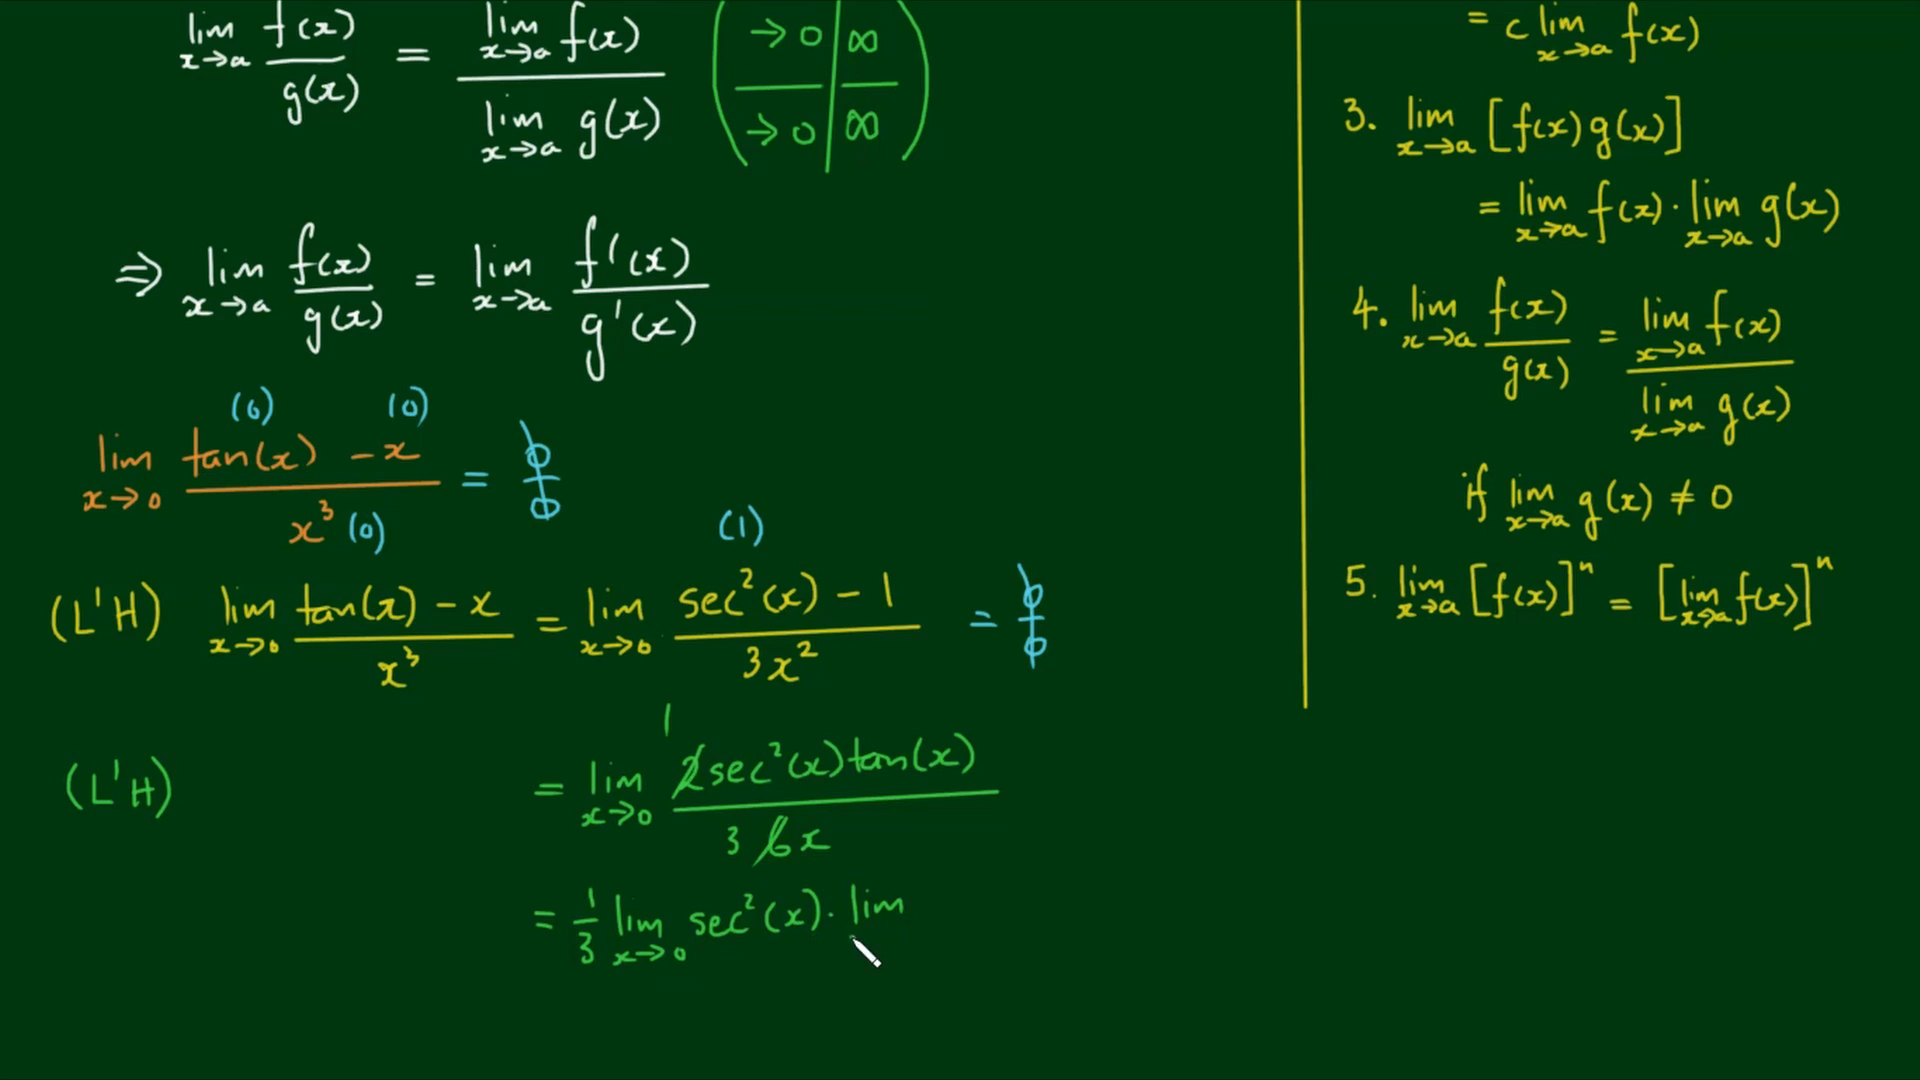 lim x→a f(x)/g(x) = lim x→a f(x) / lim x→a g(x) (→0/→0 | ∞/∞)
⇒ lim x→a f(x)/g(x) = lim x→a f'(x)/g'(x)
(0) (0)
lim x→0 tan(x) - x / x³ (0) = 0/0
(1)
(L'H) lim x→0 tan(x) - x / x³ = lim x→0 sec²(x) - 1 / 3x² = 0/0
1
(L'H) = lim x→0 2sec²(x)tan(x) / 3 6x
= 1/3 lim x→0 sec²(x) · lim
= c lim x→a f(x)
3. lim x→a [f(x)g(x)]
= lim x→a f(x) · lim x→a g(x)
4. lim x→a f(x)/g(x) = lim x→a f(x) / lim x→a g(x)
if lim x→a g(x) ≠ 0
5. lim x→a [f(x)]ⁿ = [lim x→a f(x)]ⁿ